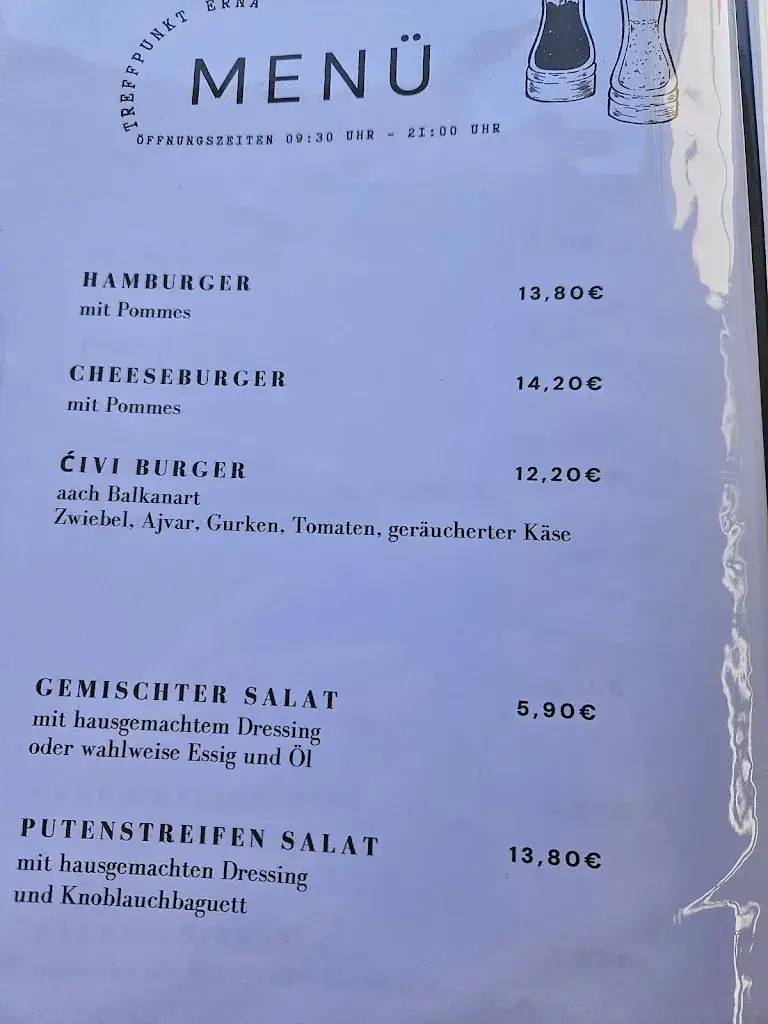 TREFFPUNKT ERNA
MENÜ
ÖFFNUNGSZEITEN 09:30 UHR - 21:00 UHR
HAMBURGER 13,80€
mit Pommes
CHEESEBURGER 14,20€
mit Pommes
ĆIVI BURGER 12,20€
aach Balkanart
Zwiebel, Ajvar, Gurken, Tomaten, geräucherter Käse
GEMISCHTER SALAT 5,90€
mit hausgemachtem Dressing
oder wahlweise Essig und Öl
PUTENSTREIFEN SALAT 13,80€
mit hausgemachten Dressing
und Knoblauchbaguett